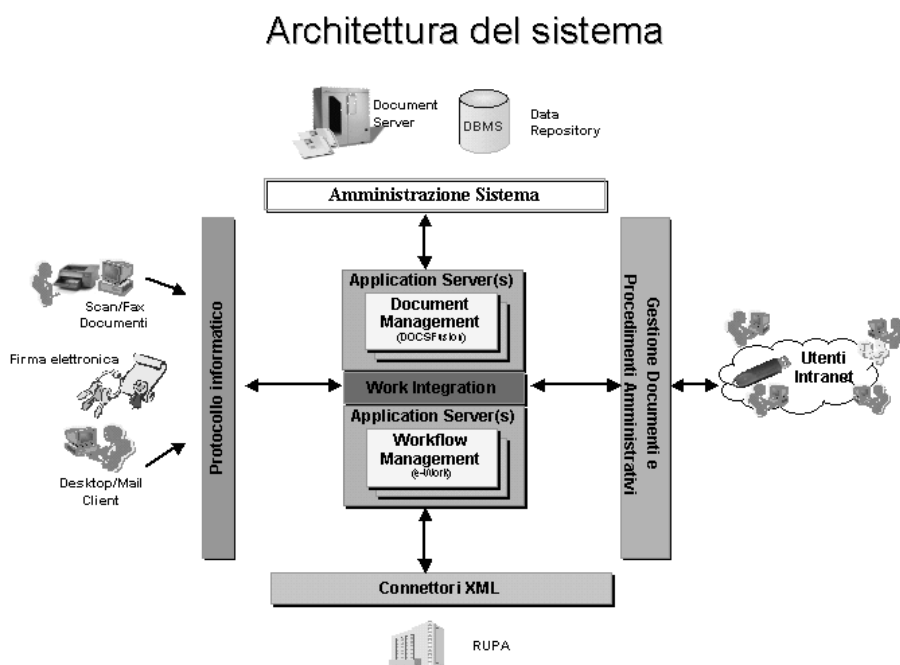 Architettura del sistema
Document
Server
DBMS
Data
Repository
Amministrazione Sistema
Scan/Fax
Documenti
Firma elettronica
Desktop/Mail
Client
Protocollo informatico
Application Server(s)
Document
Management
(DOCSFusion)
Work Integration
Application Server(s)
Workflow
Management
(e-Work)
Gestione Documenti e
Procedimenti Amministrativi
Utenti
Intranet
Connettori XML
RUPA